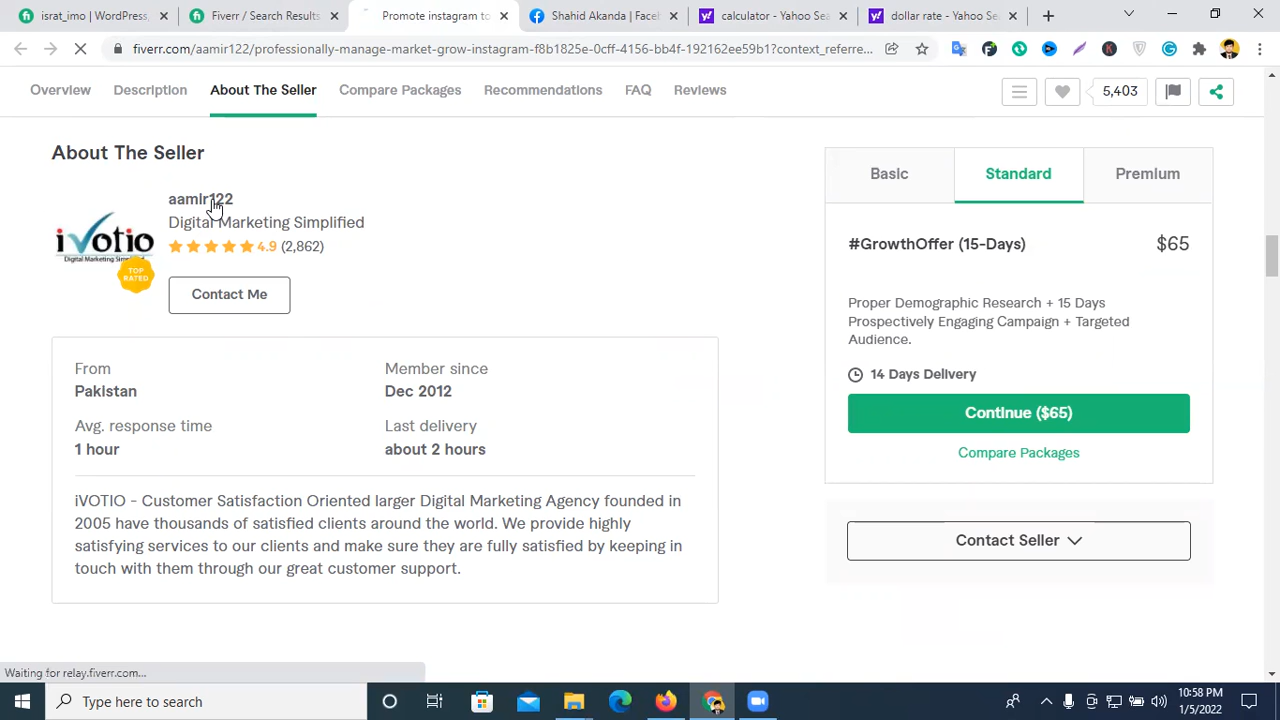 israt_imo | WordPress,
Fiverr / Search Results
Promote instagram to
Shahid Akanda | Face
calculator - Yahoo Sea
dollar rate - Yahoo Se
fiverr.com/aamir122/professionally-manage-market-grow-instagram-f8b1825e-0cff-4156-bb4f-192162ee59b1?context_referre...
Overview
Description
About The Seller
Compare Packages
Recommendations
FAQ
Reviews
5,403
About The Seller
aamir122
Digital Marketing Simplified
4.9 (2,862)
iVOTIO
TOP
RATED
Contact Me
From
Pakistan
Member since
Dec 2012
Avg. response time
1 hour
Last delivery
about 2 hours
iVOTIO - Customer Satisfaction Oriented larger Digital Marketing Agency founded in
2005 have thousands of satisfied clients around the world. We provide highly
satisfying services to our clients and make sure they are fully satisfied by keeping in
touch with them through our great customer support.
Basic
Standard
Premium
#GrowthOffer (15-Days)
$65
Proper Demographic Research + 15 Days
Prospectively Engaging Campaign + Targeted
Audience.
14 Days Delivery
Continue ($65)
Compare Packages
Contact Seller
Waiting for relay.fiverr.com...
Type here to search
10:58 PM
1/5/2022